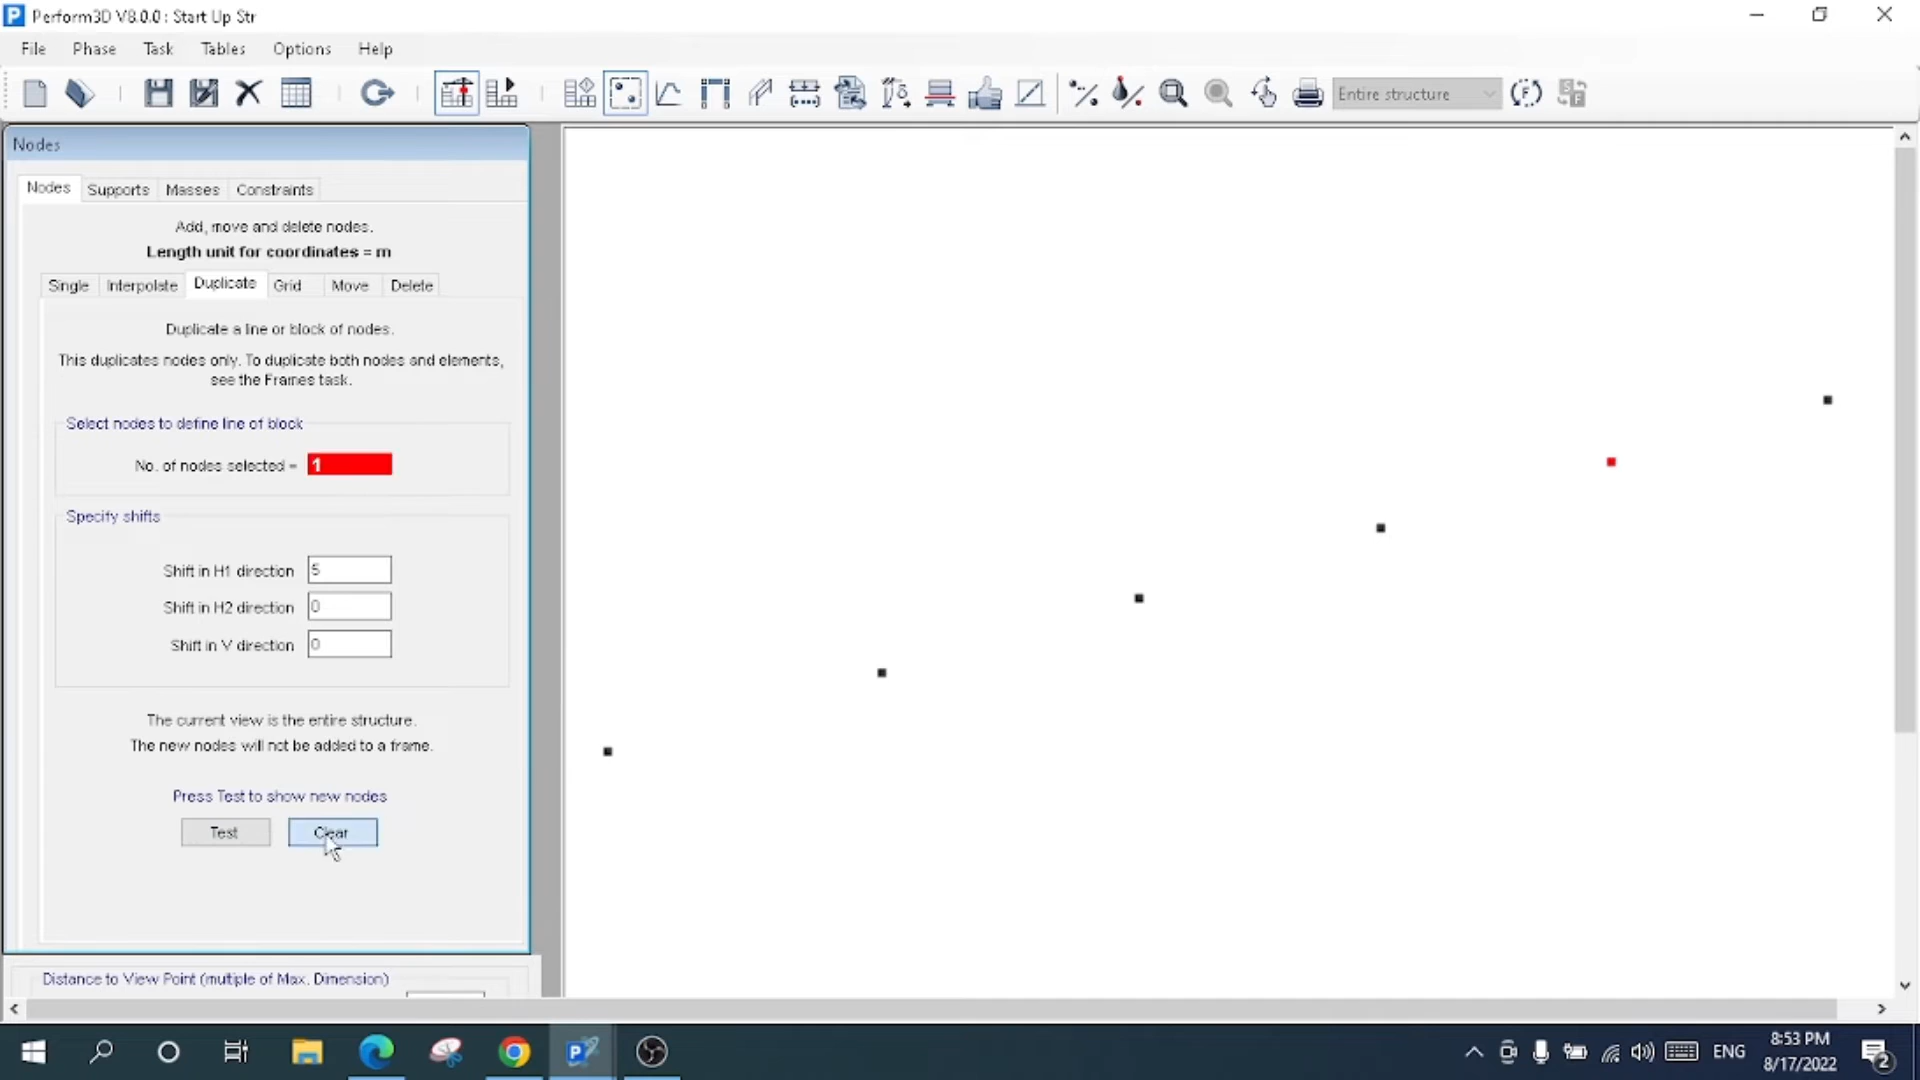 Perform3D V8.0.0 : Start Up Str
File Phase Task Tables Options Help
Entire structure
Nodes
Nodes Supports Masses Constraints
Add, move and delete nodes.
Length unit for coordinates = m
Single Interpolate Duplicate Grid Move Delete
Duplicate a line or block of nodes.
This duplicates nodes only. To duplicate both nodes and elements,
see the Frames task.
Select nodes to define line of block
No. of nodes selected = 1
Specify shifts
Shift in H1 direction 5
Shift in H2 direction 0
Shift in V direction 0
The current view is the entire structure.
The new nodes will not be added to a frame.
Press Test to show new nodes
Test Clear
Distance to View Point (multiple of Max. Dimension)
ENG
8:53 PM
8/17/2022
2